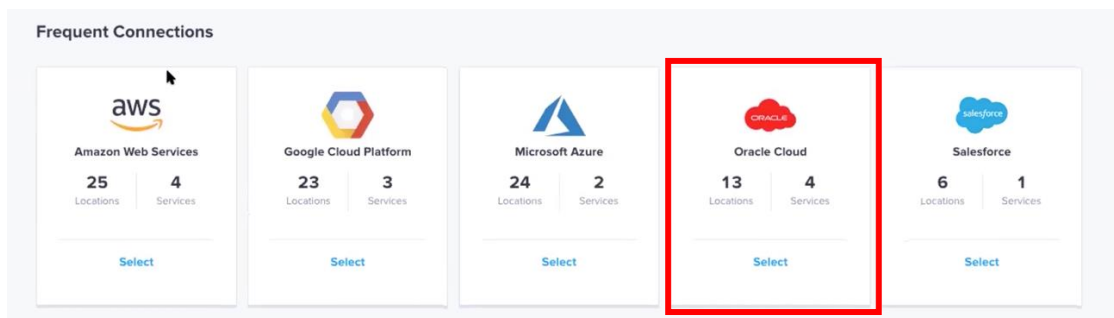 Frequent Connections
aws
Amazon Web Services
25 4
Locations Services
Select
Google Cloud Platform
23 3
Locations Services
Select
Microsoft Azure
24 2
Locations Services
Select
ORACLE
Oracle Cloud
13 4
Locations Services
Select
salesforce
Salesforce
6 1
Locations Services
Select